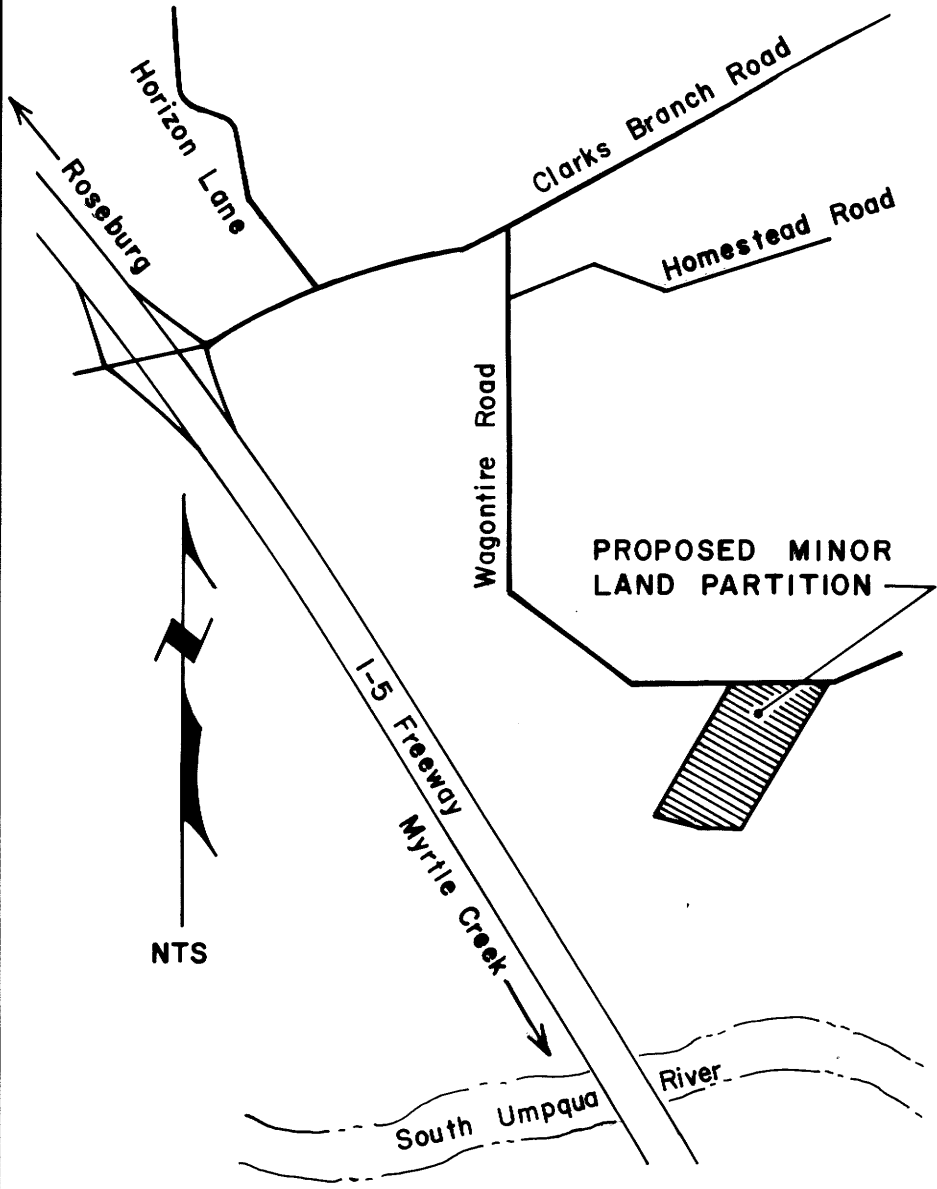 Horizon Lane
Clarks Branch Road
Roseburg
Homestead Road
Wagontire Road
PROPOSED MINOR
LAND PARTITION
I-5 Freeway
Myrtle Creek
NTS
South Umpqua River